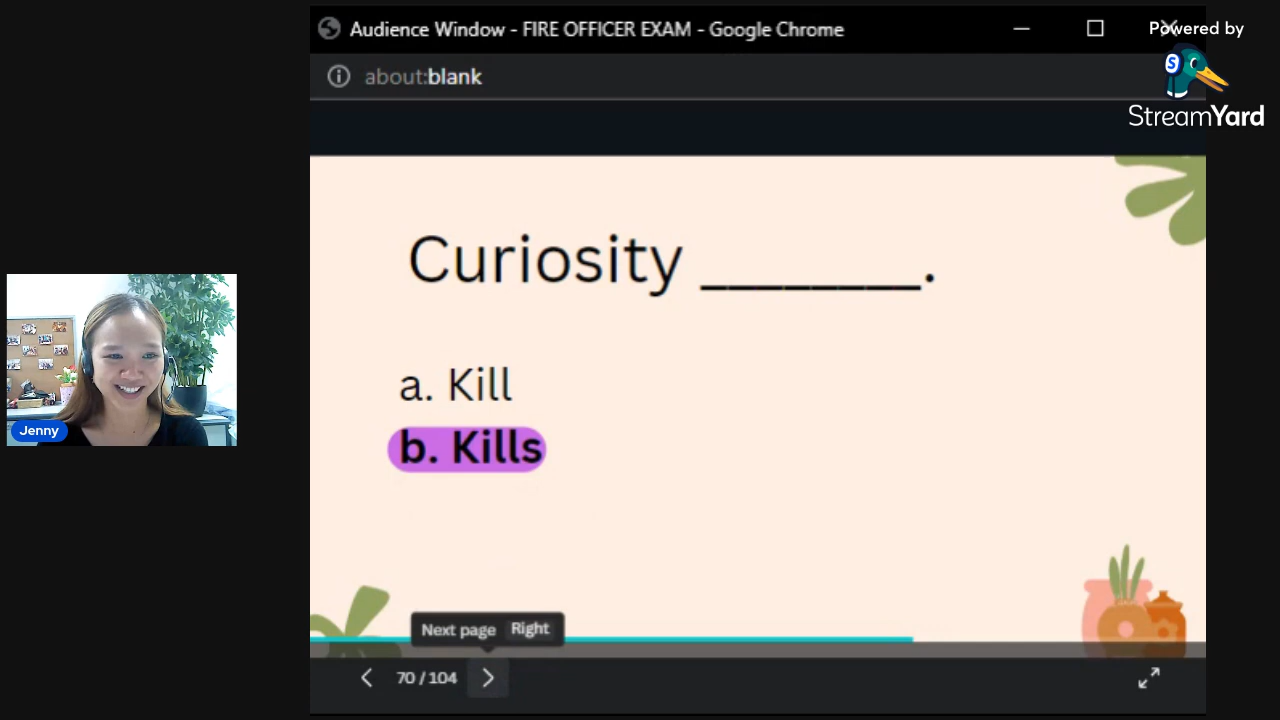 Audience Window - FIRE OFFICER EXAM - Google Chrome
Powered by
about:blank
StreamYard
Curiosity ________.
a. Kill
b. Kills
Jenny
Next page Right
70 / 104